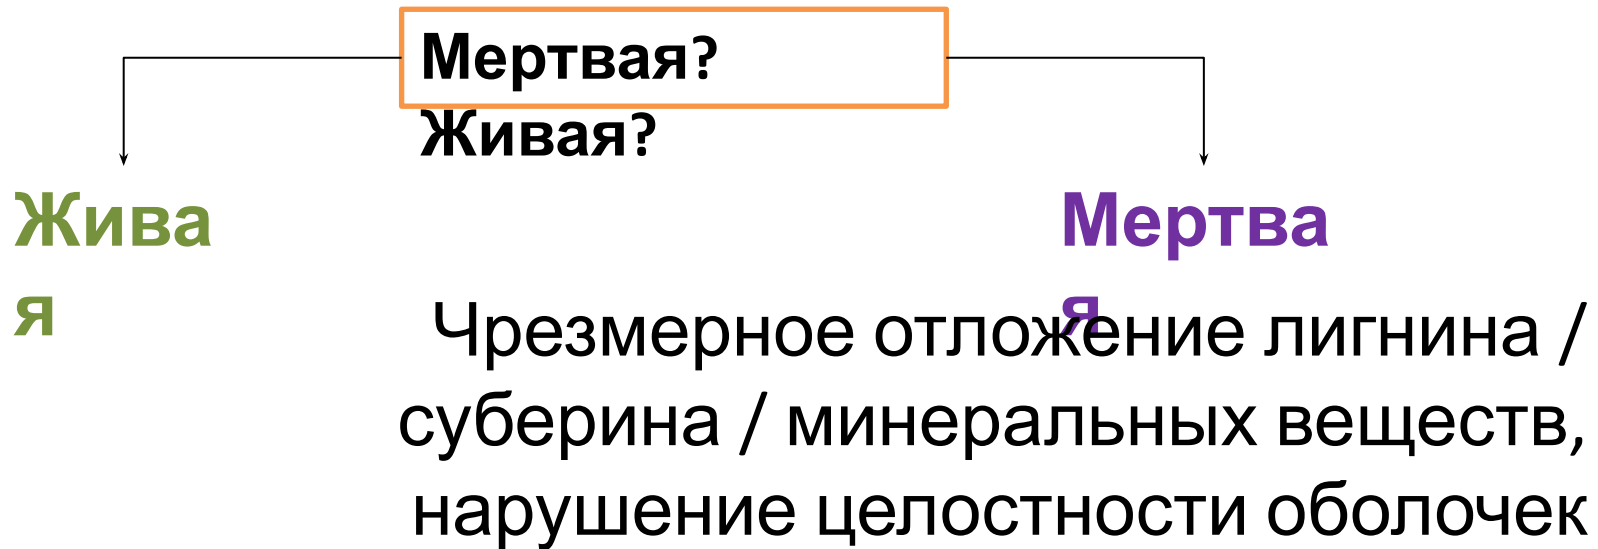 Мертвая?
Живая?
Жива
я
Мертва
я
Чрезмерное отложение лигнина /
суберина / минеральных веществ,
нарушение целостности оболочек